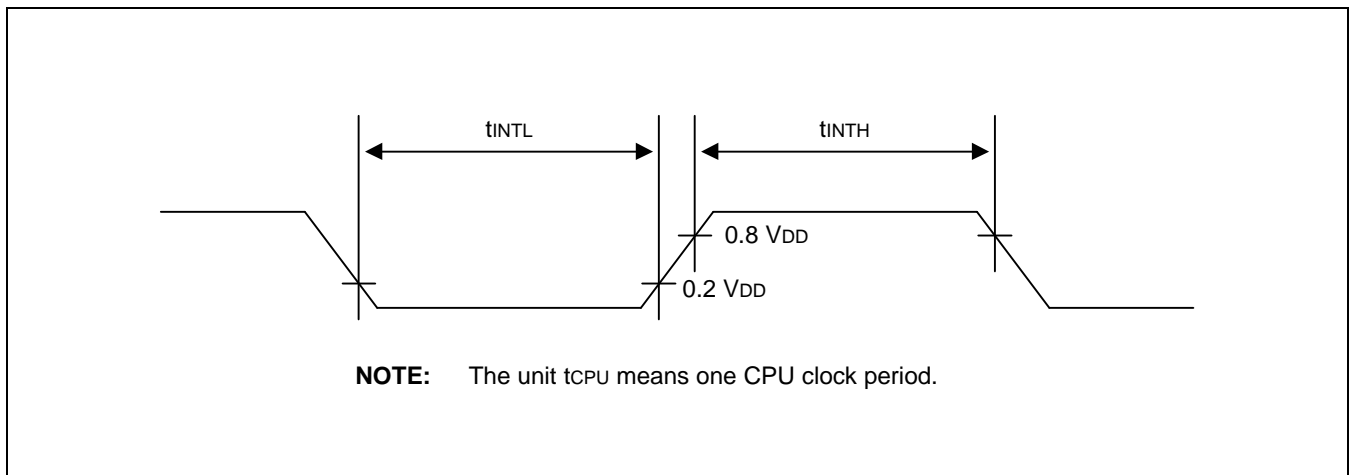 tINTL tINTH
0.8 VDD
0.2 VDD
NOTE: The unit tCPU means one CPU clock period.